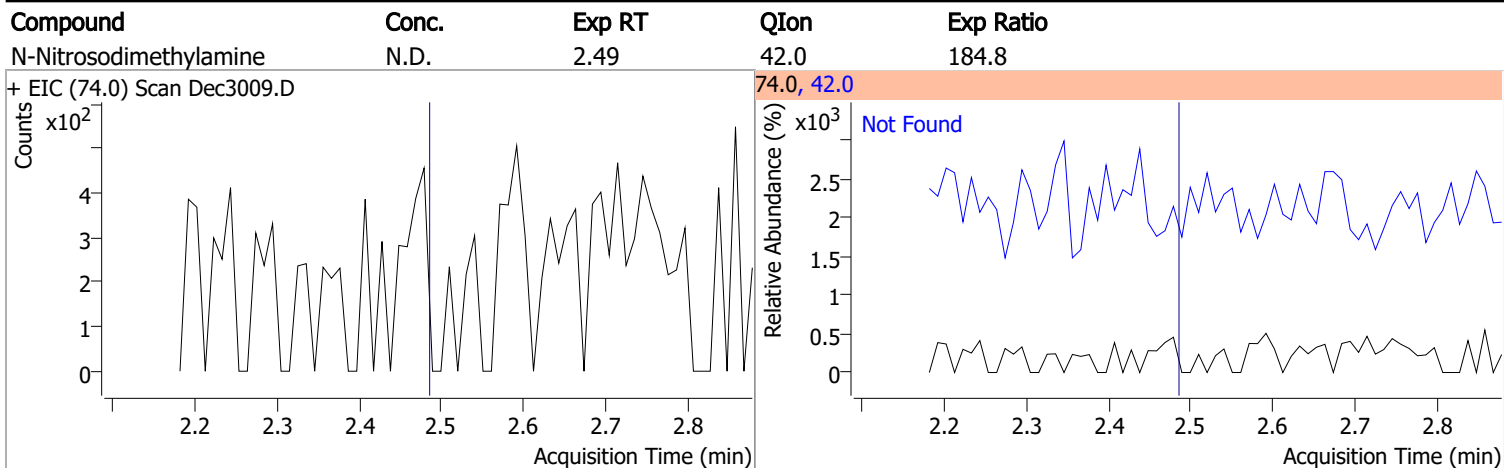 Compound Conc. Exp RT QIon Exp Ratio
N-Nitrosodimethylamine N.D. 2.49 42.0 184.8
+ EIC (74.0) Scan Dec3009.D
Counts
x10²
4
3
2
1
0
2.2 2.3 2.4 2.5 2.6 2.7 2.8
Acquisition Time (min)
74.0, 42.0
Relative Abundance (%)
x10³
Not Found
2.5
2
1.5
1
0.5
0
2.2 2.3 2.4 2.5 2.6 2.7 2.8
Acquisition Time (min)